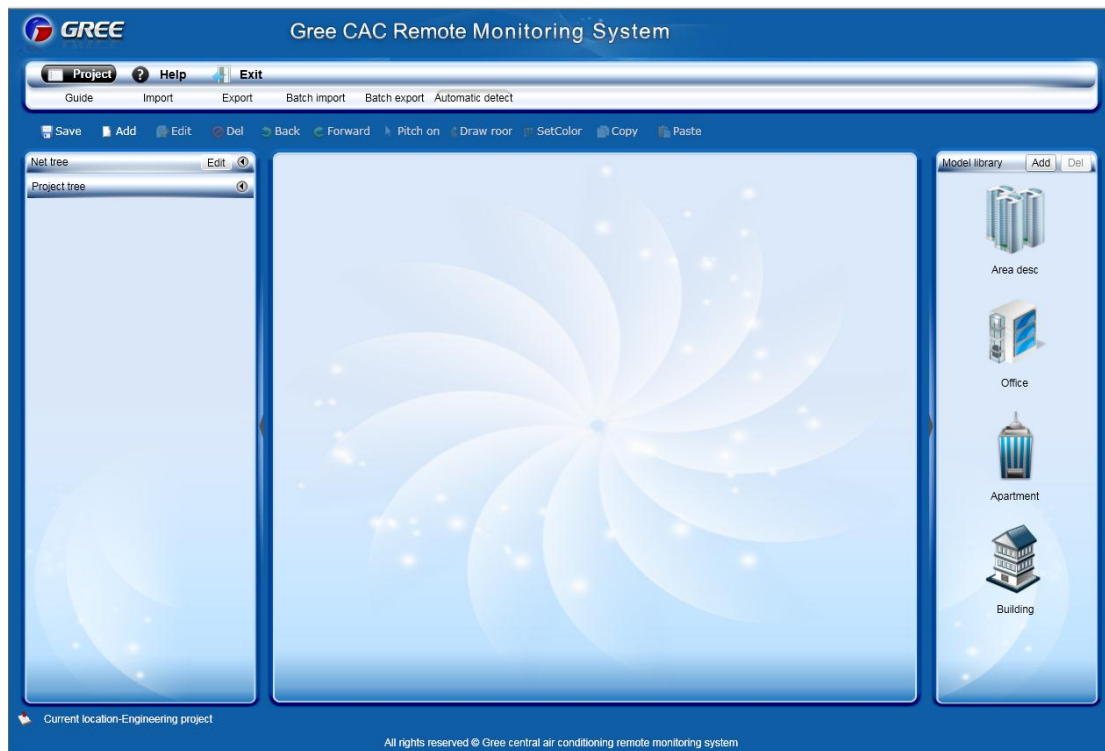 GREE
Gree CAC Remote Monitoring System
Project Help Exit
Guide Import Export Batch import Batch export Automatic detect
Save Add Edit Del Back Forward Pitch on Draw roor SetColor Copy Paste
Net tree Edit
Project tree
Model library Add Del
Area desc
Office
Apartment
Building
Current location-Engineering project
All rights reserved © Gree central air conditioning remote monitoring system